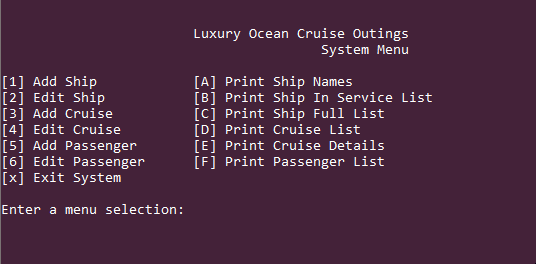 Luxury Ocean Cruise Outings
System Menu
[1] Add Ship [A] Print Ship Names
[2] Edit Ship [B] Print Ship In Service List
[3] Add Cruise [C] Print Ship Full List
[4] Edit Cruise [D] Print Cruise List
[5] Add Passenger [E] Print Cruise Details
[6] Edit Passenger [F] Print Passenger List
[x] Exit System
Enter a menu selection: